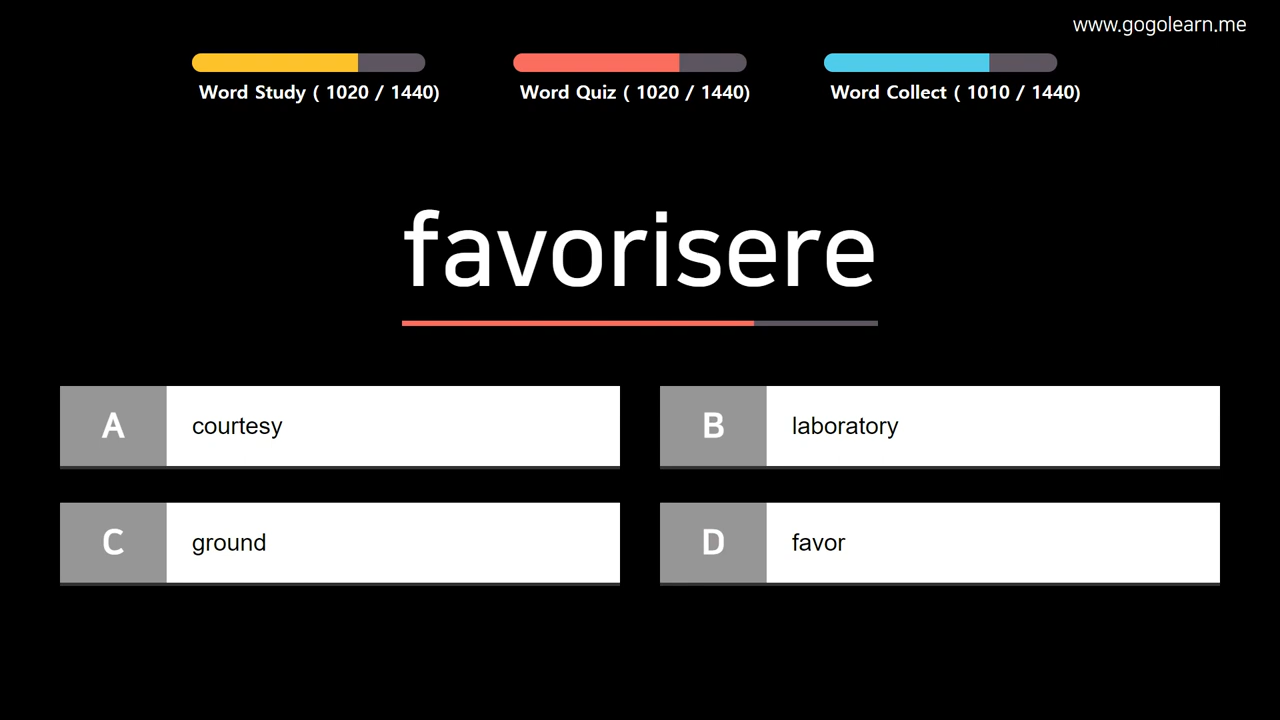 www.gogolearn.me
Word Study ( 1020 / 1440)
Word Quiz ( 1020 / 1440)
Word Collect ( 1010 / 1440)
favorisere
A courtesy
B laboratory
C ground
D favor